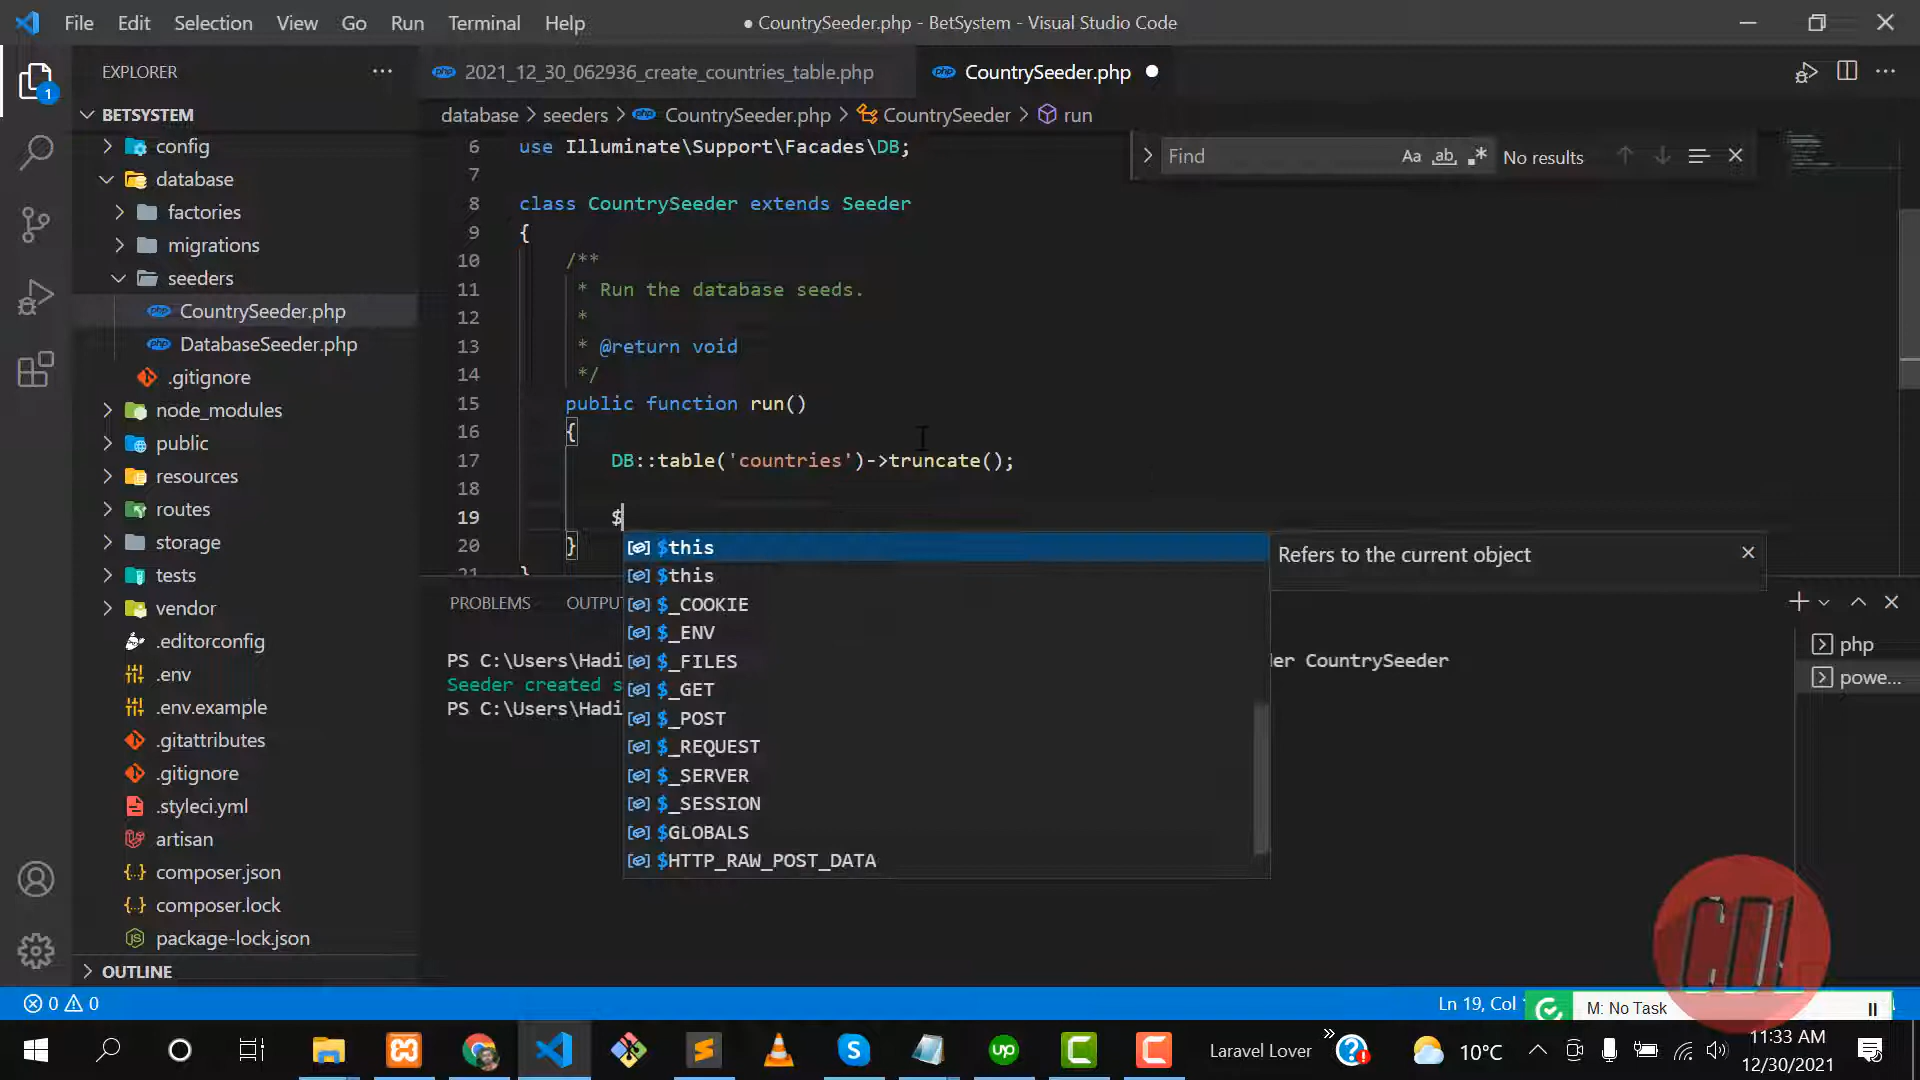 File Edit Selection View Go Run Terminal Help
● CountrySeeder.php - BetSystem - Visual Studio Code
EXPLORER
2021_12_30_062936_create_countries_table.php
CountrySeeder.php
BETSYSTEM
database > seeders > CountrySeeder.php > CountrySeeder > run
config
database
factories
migrations
seeders
CountrySeeder.php
DatabaseSeeder.php
.gitignore
node_modules
public
resources
routes
storage
tests
vendor
.editorconfig
.env
.env.example
.gitattributes
.gitignore
.styleci.yml
artisan
composer.json
composer.lock
package-lock.json
OUTLINE
Find
Aa ab .*
No results
6 use Illuminate\Support\Facades\DB;
7
8 class CountrySeeder extends Seeder
9 {
10 /**
11 * Run the database seeds.
12 *
13 * @return void
14 */
15 public function run()
16 {
17 DB::table('countries')->truncate();
18
19 $
20 }
21 }
$this
$this
$_COOKIE
$_ENV
$_FILES
$_GET
$_POST
$_REQUEST
$_SERVER
$_SESSION
$GLOBALS
$HTTP_RAW_POST_DATA
Refers to the current object
PROBLEMS OUTPU
PS C:\Users\Hadi
er CountrySeeder
Seeder created s
PS C:\Users\Hadi
php
powe...
1
0 0
Ln 19, Col
M: No Task
Laravel Lover
10°C
11:33 AM
12/30/2021